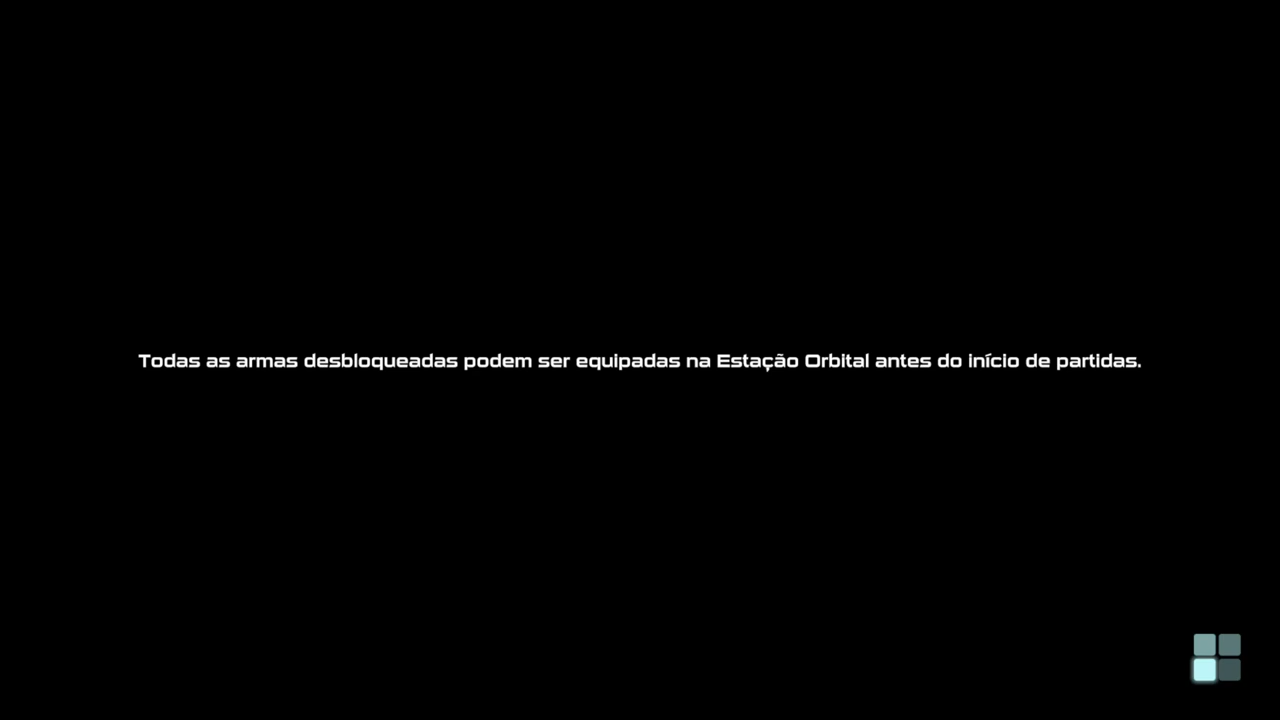 Todas as armas desbloqueadas podem ser equipadas na Estação Orbital antes do início de partidas.